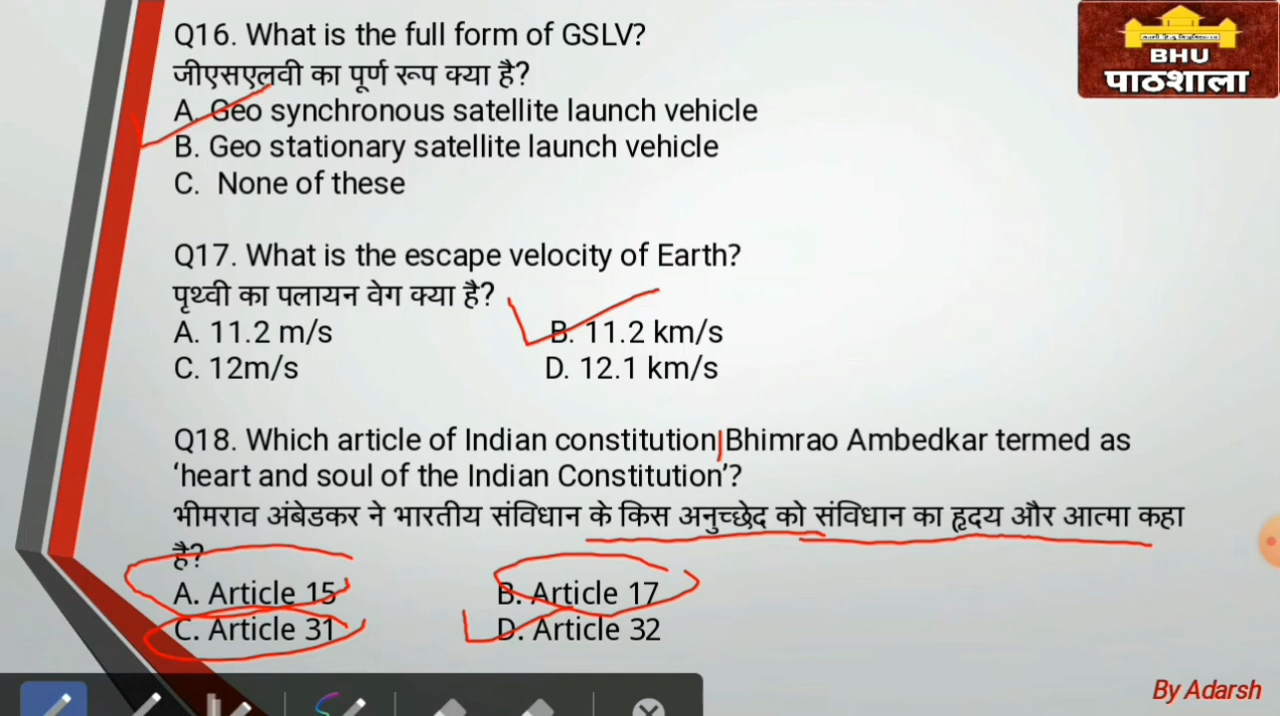 Q16. What is the full form of GSLV?
जीएसएलवी का पूर्ण रूप क्या है?
A. Geo synchronous satellite launch vehicle
B. Geo stationary satellite launch vehicle
C. None of these
Q17. What is the escape velocity of Earth?
पृथ्वी का पलायन वेग क्या है?
A. 11.2 m/s B. 11.2 km/s
C. 12m/s D. 12.1 km/s
Q18. Which article of Indian constitution Bhimrao Ambedkar termed as
‘heart and soul of the Indian Constitution’?
भीमराव अंबेडकर ने भारतीय संविधान के किस अनुच्छेद को संविधान का हृदय और आत्मा कहा
है?
A. Article 15 B. Article 17
C. Article 31 D. Article 32
BHU
पाठशाला
By Adarsh